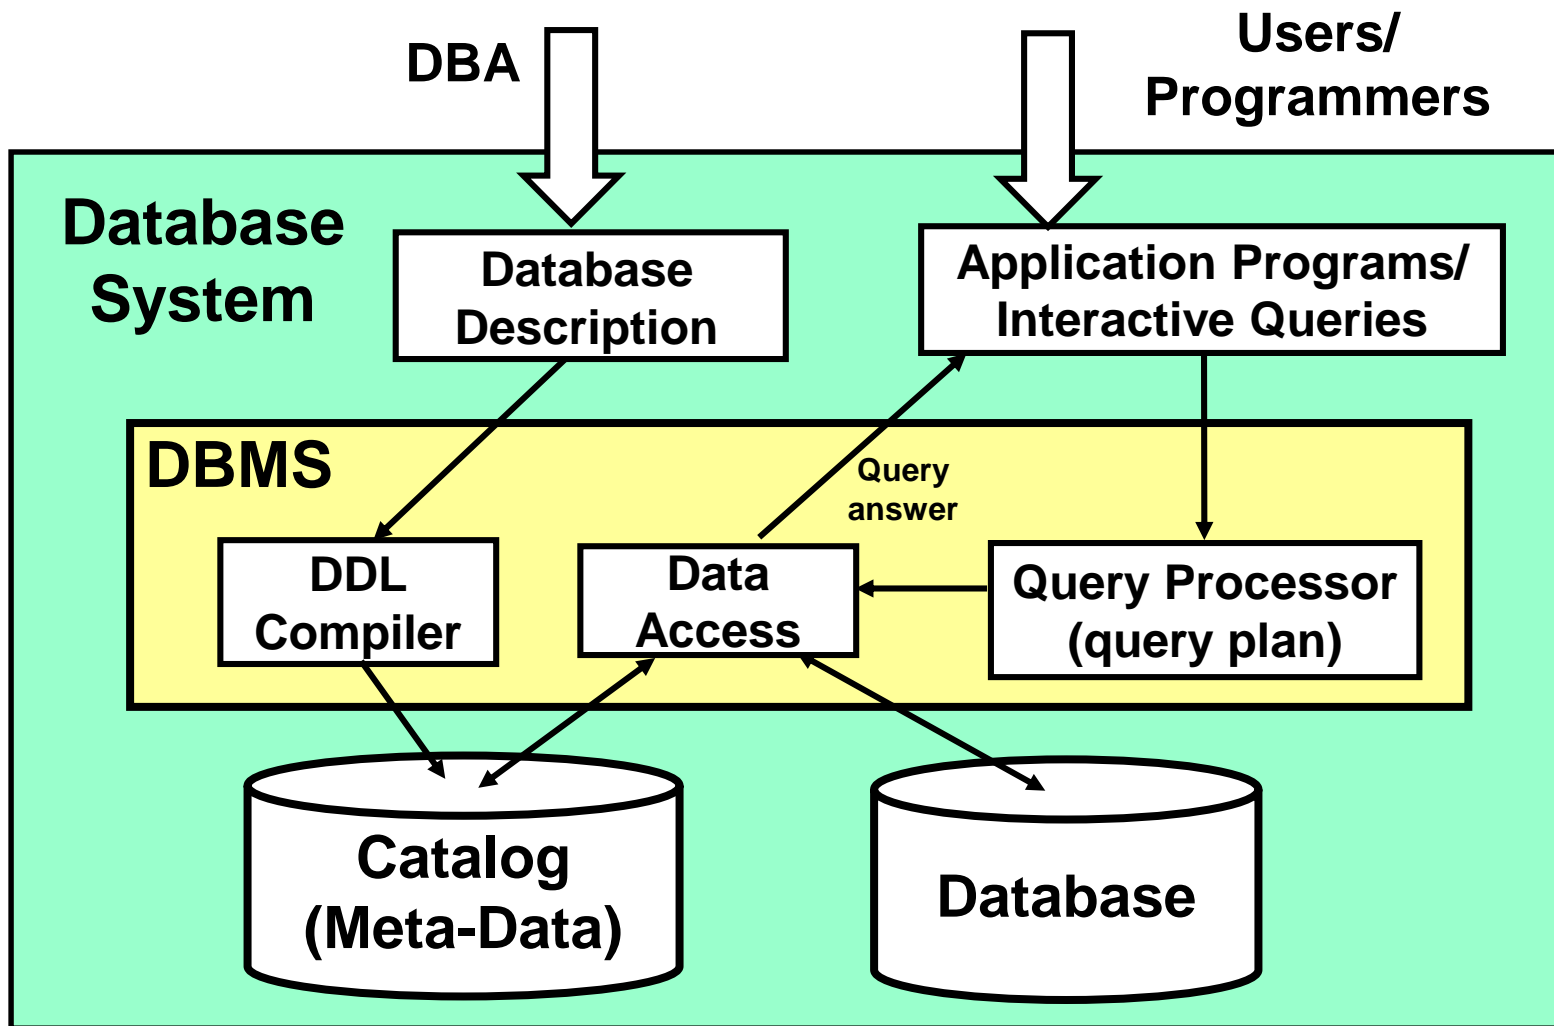 DBA
Users/
Programmers
Database
System
Database
Description
Application Programs/
Interactive Queries
DBMS
Query
answer
DDL
Compiler
Data
Access
Query Processor
(query plan)
Catalog
(Meta-Data)
Database